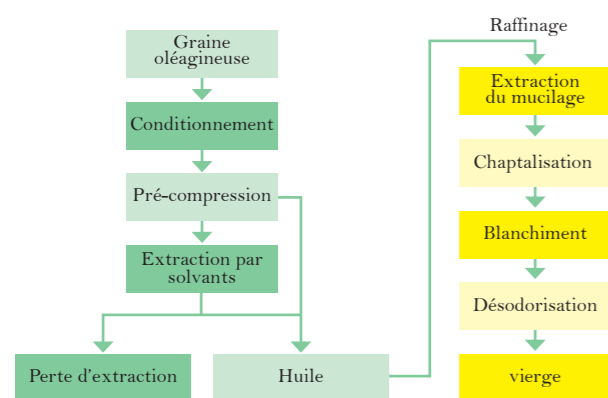 Graine
oléagineuse
Conditionnement
Pré-compression
Extraction par
solvants
Perte d'extraction
Huile
Raffinage
Extraction
du mucilage
Chaptalisation
Blanchiment
Désodorisation
vierge